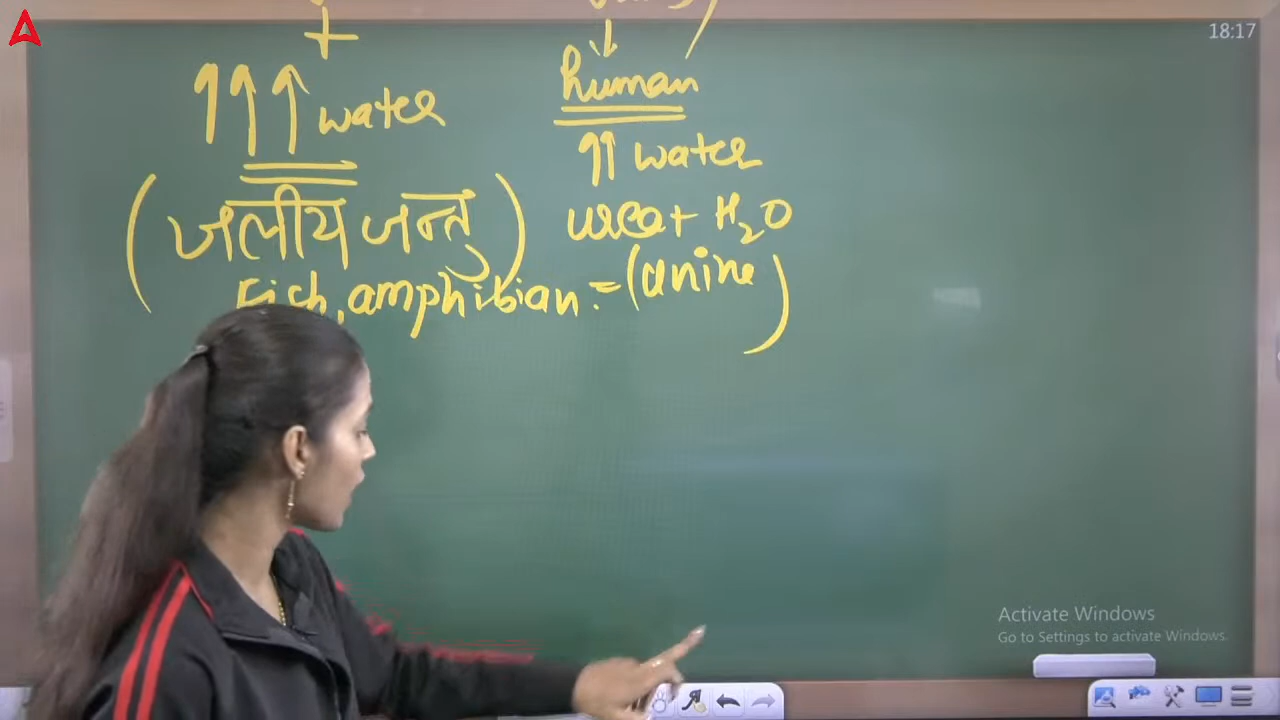 18:17
human
↑↑↑ water
↑↑ water
(जलीय जन्तु)
urea + H2O
Fish, amphibian :- (urine)
Activate Windows
Go to Settings to activate Windows.